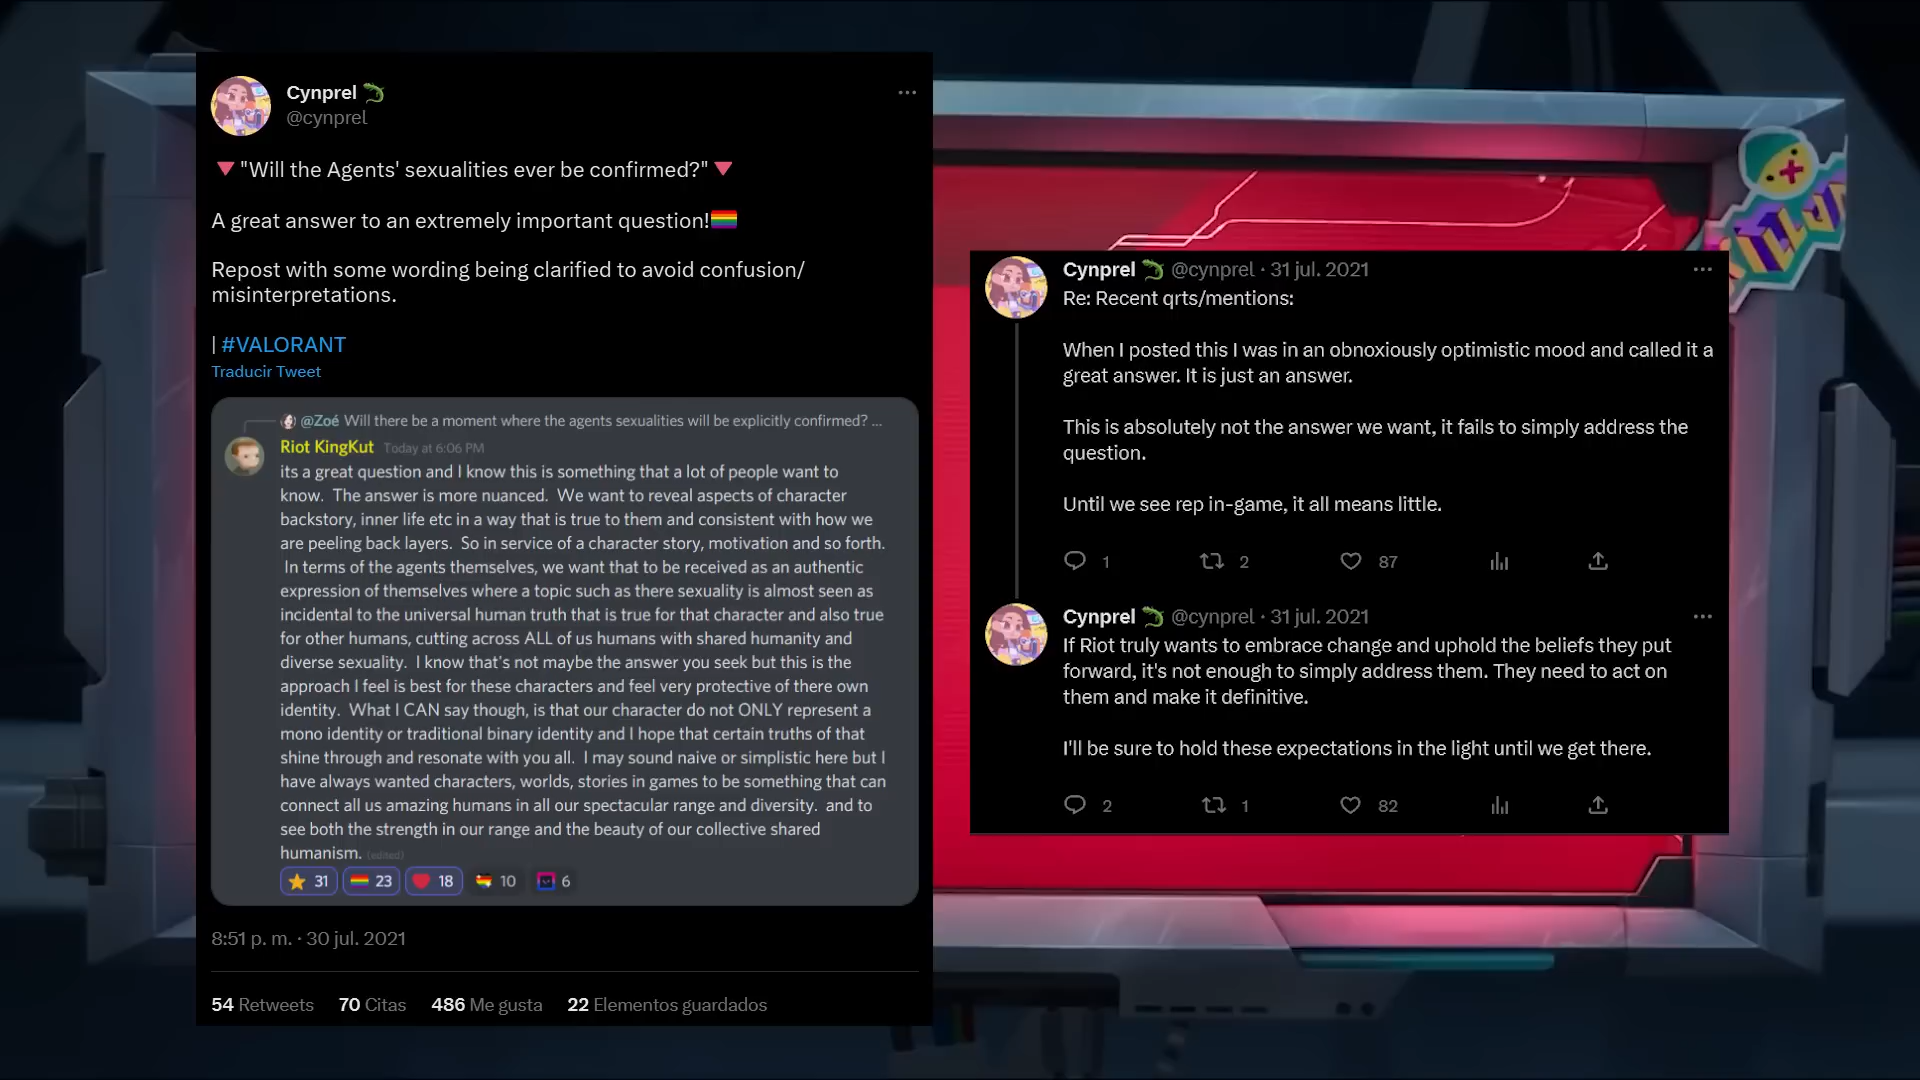 Cynprel
@cynprel
"Will the Agents' sexualities ever be confirmed?"
A great answer to an extremely important question!
Repost with some wording being clarified to avoid confusion/
misinterpretations.
| #VALORANT
Traducir Tweet
@Zoé Will there be a moment where the agents sexualities will be explicitly confirmed? ...
Riot KingKut Today at 6:06 PM
its a great question and I know this is something that a lot of people want to
know. The answer is more nuanced. We want to reveal aspects of character
backstory, inner life etc in a way that is true to them and consistent with how we
are peeling back layers. So in service of a character story, motivation and so forth.
In terms of the agents themselves, we want that to be received as an authentic
expression of themselves where a topic such as there sexuality is almost seen as
incidental to the universal human truth that is true for that character and also true
for other humans, cutting across ALL of us humans with shared humanity and
diverse sexuality. I know that's not maybe the answer you seek but this is the
approach I feel is best for these characters and feel very protective of there own
identity. What I CAN say though, is that our character do not ONLY represent a
mono identity or traditional binary identity and I hope that certain truths of that
shine through and resonate with you all. I may sound naive or simplistic here but I
have always wanted characters, worlds, stories in games to be something that can
connect all us amazing humans in all our spectacular range and diversity. and to
see both the strength in our range and the beauty of our collective shared
humanism. (edited)
31 23 18 10 6
8:51 p. m. · 30 jul. 2021
54 Retweets 70 Citas 486 Me gusta 22 Elementos guardados
Cynprel @cynprel · 31 jul. 2021
Re: Recent qrts/mentions:
When I posted this I was in an obnoxiously optimistic mood and called it a
great answer. It is just an answer.
This is absolutely not the answer we want, it fails to simply address the
question.
Until we see rep in-game, it all means little.
1 2 87
Cynprel @cynprel · 31 jul. 2021
If Riot truly wants to embrace change and uphold the beliefs they put
forward, it's not enough to simply address them. They need to act on
them and make it definitive.
I'll be sure to hold these expectations in the light until we get there.
2 1 82